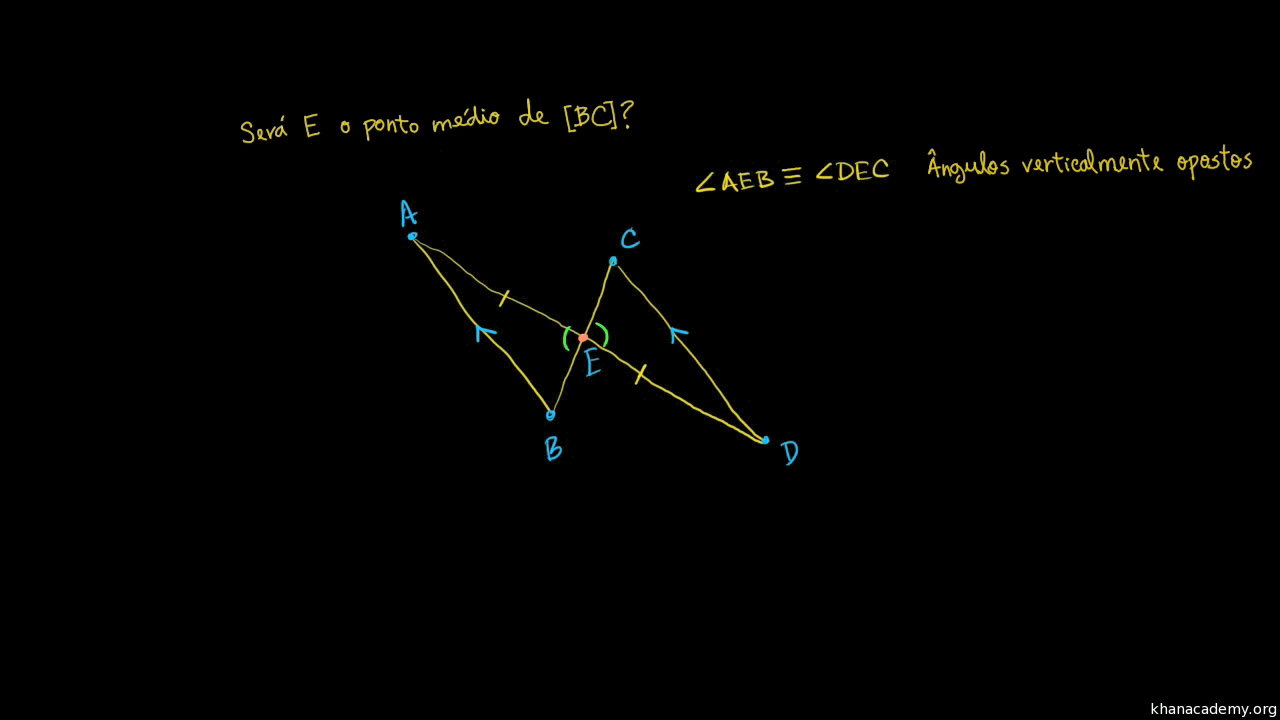 Será E o ponto médio de [BC]?
∠AEB ≡ ∠DEC Ângulos verticalmente opostos
A
C
E
B
D
khanacademy.org